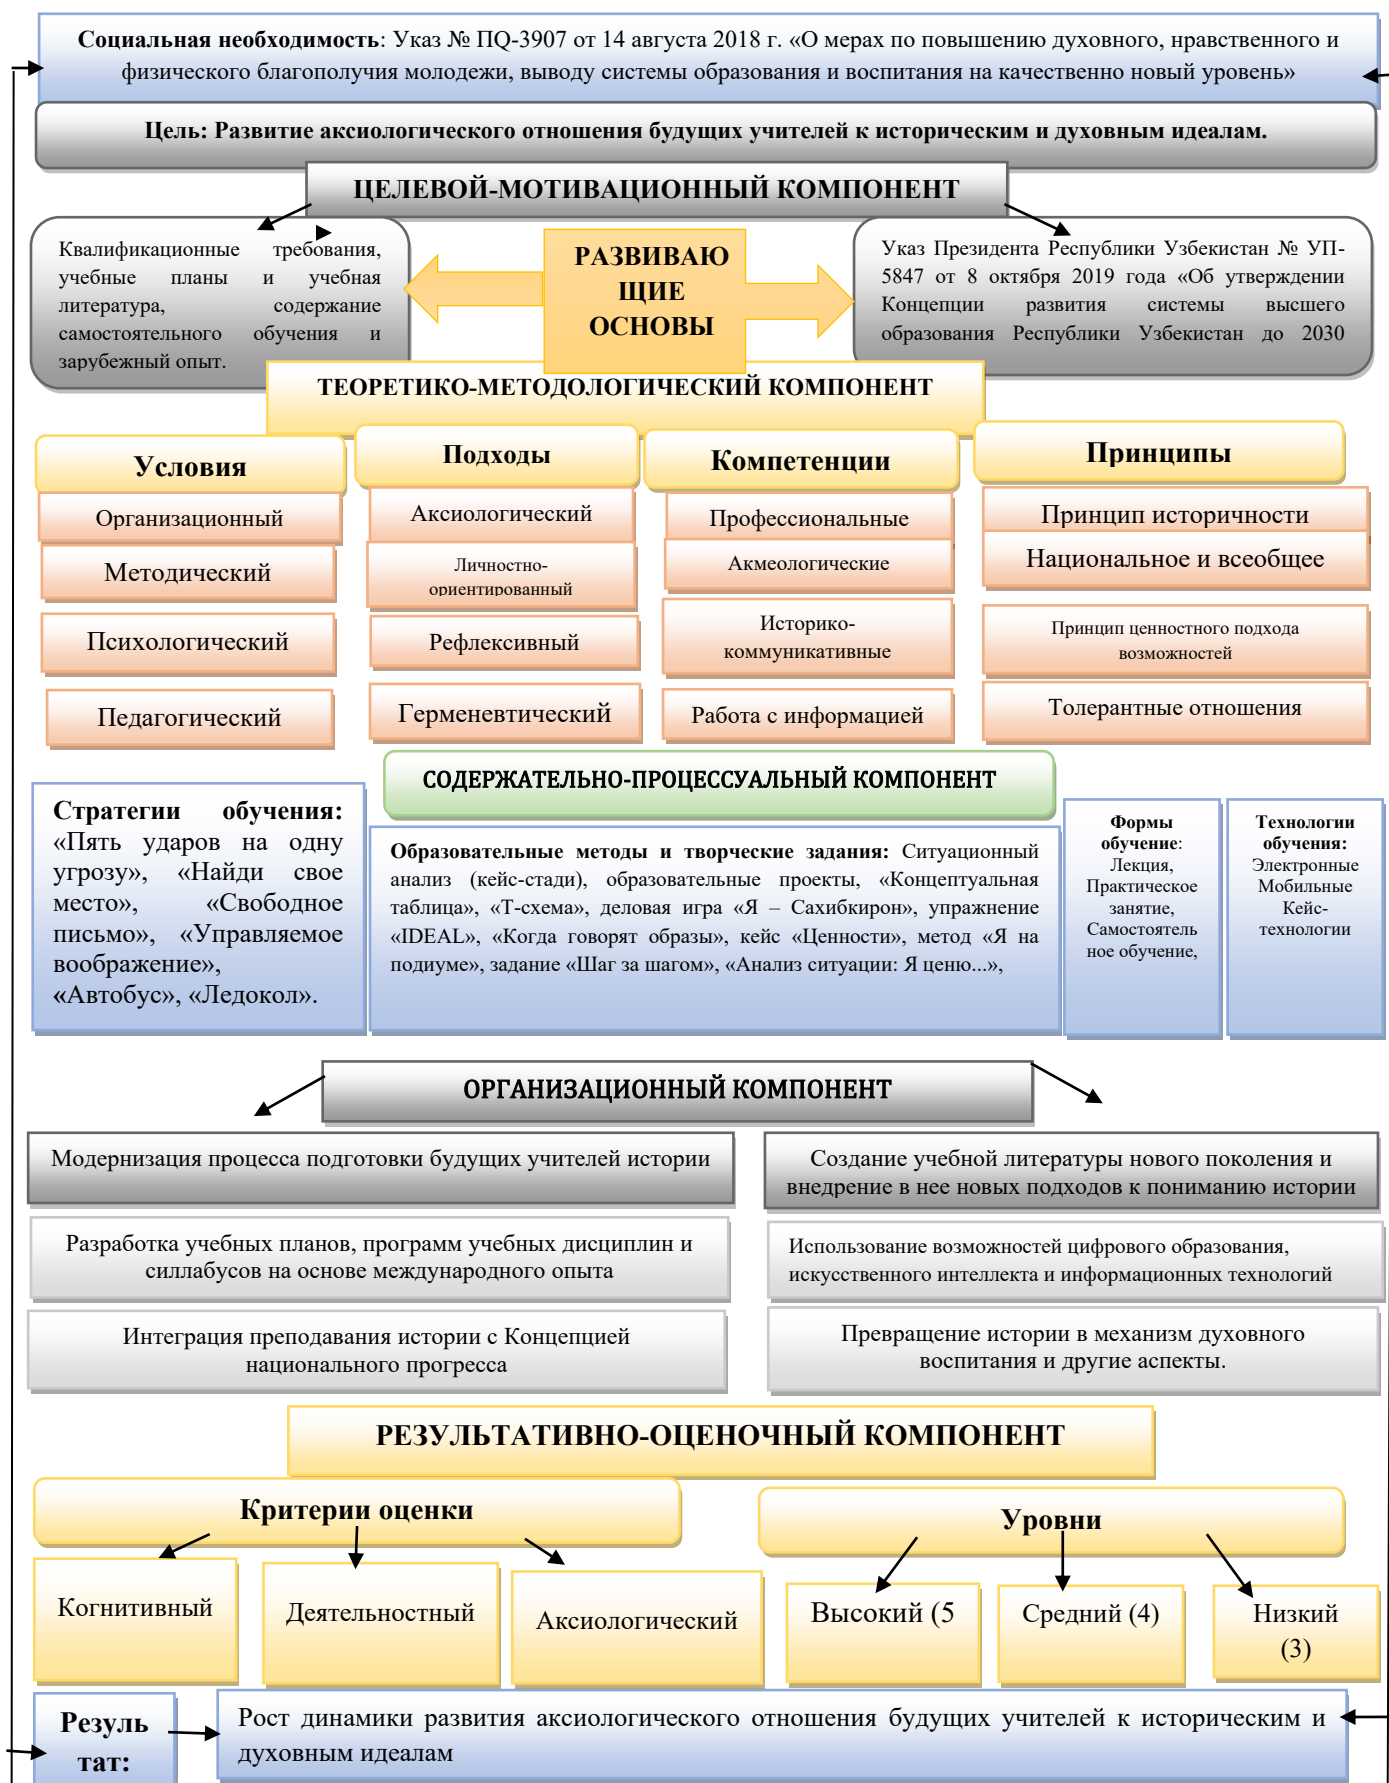 Социальная необходимость: Указ № ПQ-3907 от 14 августа 2018 г. «О мерах по повышению духовного, нравственного и
физического благополучия молодежи, выводу системы образования и воспитания на качественно новый уровень»
Цель: Развитие аксиологического отношения будущих учителей к историческим и духовным идеалам.
ЦЕЛЕВОЙ-МОТИВАЦИОННЫЙ КОМПОНЕНТ
Квалификационные требования,
учебные планы и учебная
литература, содержание
самостоятельного обучения и
зарубежный опыт.
РАЗВИВАЮ
ЩИЕ
ОСНОВЫ
Указ Президента Республики Узбекистан № УП-
5847 от 8 октября 2019 года «Об утверждении
Концепции развития системы высшего
образования Республики Узбекистан до 2030
ТЕОРЕТИКО-МЕТОДОЛОГИЧЕСКИЙ КОМПОНЕНТ
Условия
Организационный
Методический
Психологический
Педагогический
Подходы
Аксиологический
Личностно-
ориентированный
Рефлексивный
Герменевтический
Компетенции
Профессиональные
Акмеологические
Историко-
коммуникативные
Работа с информацией
Принципы
Принцип историчности
Национальное и всеобщее
Принцип ценностного подхода
возможностей
Толерантные отношения
СОДЕРЖАТЕЛЬНО-ПРОЦЕССУАЛЬНЫЙ КОМПОНЕНТ
Стратегии обучения:
«Пять ударов на одну
угрозу», «Найди свое
место», «Свободное
письмо», «Управляемое
воображение»,
«Автобус», «Ледокол».
Образовательные методы и творческие задания: Ситуационный
анализ (кейс-стади), образовательные проекты, «Концептуальная
таблица», «Т-схема», деловая игра «Я – Сахибкирон», упражнение
«IDEAL», «Когда говорят образы», кейс «Ценности», метод «Я на
подиуме», задание «Шаг за шагом», «Анализ ситуации: Я ценю...»,
Формы
обучение:
Лекция,
Практическое
занятие,
Самостоятель
ное обучение,
Технологии
обучения:
Электронные
Мобильные
Кейс-
технологии
ОРГАНИЗАЦИОННЫЙ КОМПОНЕНТ
Модернизация процесса подготовки будущих учителей истории
Разработка учебных планов, программ учебных дисциплин и
силлабусов на основе международного опыта
Интеграция преподавания истории с Концепцией
национального прогресса
Создание учебной литературы нового поколения и
внедрение в нее новых подходов к пониманию истории
Использование возможностей цифрового образования,
искусственного интеллекта и информационных технологий
Превращение истории в механизм духовного
воспитания и другие аспекты.
РЕЗУЛЬТАТИВНО-ОЦЕНОЧНЫЙ КОМПОНЕНТ
Критерии оценки
Когнитивный
Деятельностный
Аксиологический
Уровни
Высокий (5
Средний (4)
Низкий
(3)
Резуль
тат:
Рост динамики развития аксиологического отношения будущих учителей к историческим и
духовным идеалам